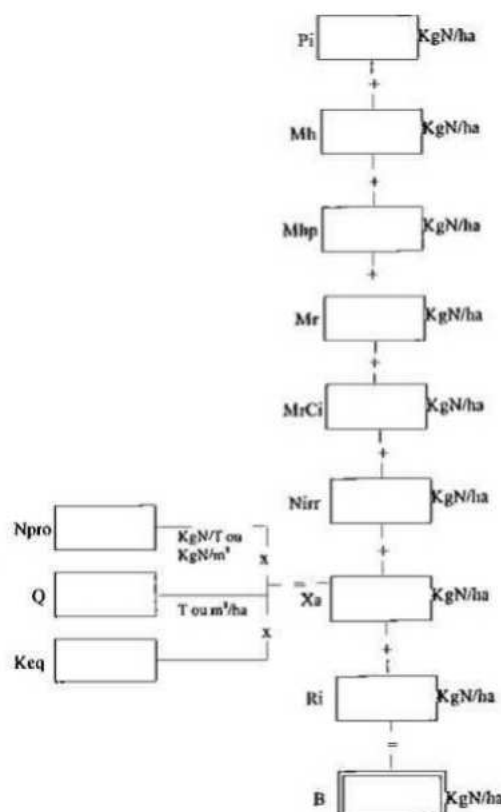 Pi KgN/ha
+
Mh KgN/ha
+
Mhp KgN/ha
+
Mr KgN/ha
+
MrCi KgN/ha
+
Nirr KgN/ha
Npro KgN/T ou
KgN/m³
x
+
Q T ou m³/ha = Xa KgN/ha
x
Keq
+
Ri KgN/ha
=
B KgN/ha